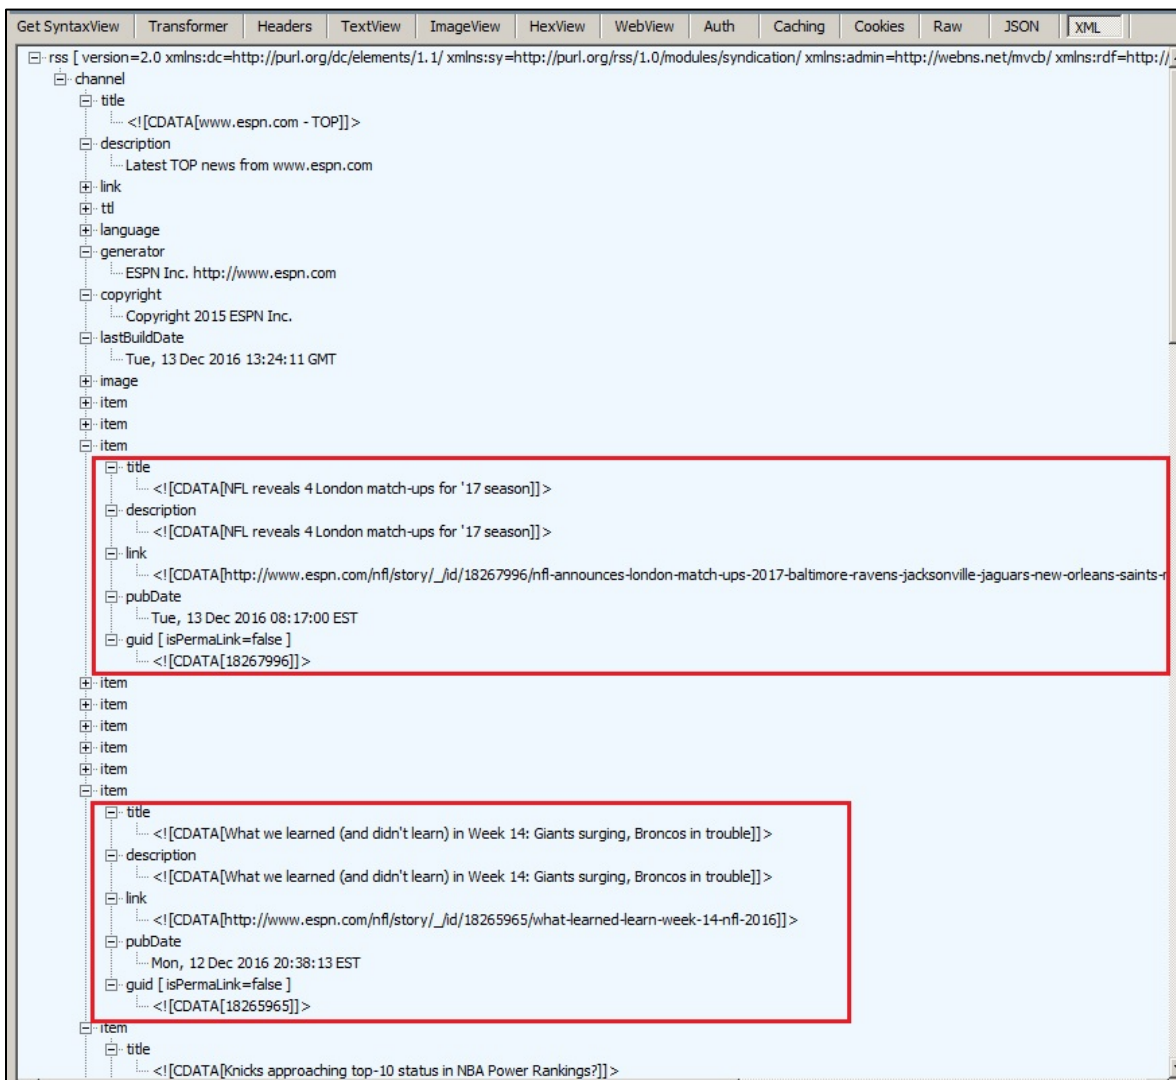 Get SyntaxView Transformer Headers TextView ImageView HexView WebView Auth Caching Cookies Raw JSON XML
rss [ version=2.0 xmlns:dc=http://purl.org/dc/elements/1.1/ xmlns:sy=http://purl.org/rss/1.0/modules/syndication/ xmlns:admin=http://webns.net/mvcb/ xmlns:rdf=http://
channel
title
<![CDATA[www.espn.com - TOP]]>
description
Latest TOP news from www.espn.com
link
ttl
language
generator
ESPN Inc. http://www.espn.com
copyright
Copyright 2015 ESPN Inc.
lastBuildDate
Tue, 13 Dec 2016 13:24:11 GMT
image
item
item
item
title
<![CDATA[NFL reveals 4 London match-ups for '17 season]]>
description
<![CDATA[NFL reveals 4 London match-ups for '17 season]]>
link
<![CDATA[http://www.espn.com/nfl/story/_/id/18267996/nfl-announces-london-match-ups-2017-baltimore-ravens-jacksonville-jaguars-new-orleans-saints-
pubDate
Tue, 13 Dec 2016 08:17:00 EST
guid [ isPermaLink=false ]
<![CDATA[18267996]]>
item
item
item
item
item
item
title
<![CDATA[What we learned (and didn't learn) in Week 14: Giants surging, Broncos in trouble]]>
description
<![CDATA[What we learned (and didn't learn) in Week 14: Giants surging, Broncos in trouble]]>
link
<![CDATA[http://www.espn.com/nfl/story/_/id/18265965/what-learned-learn-week-14-nfl-2016]]>
pubDate
Mon, 12 Dec 2016 20:38:13 EST
guid [ isPermaLink=false ]
<![CDATA[18265965]]>
item
title
<![CDATA[Knicks approaching top-10 status in NBA Power Rankings?]]>